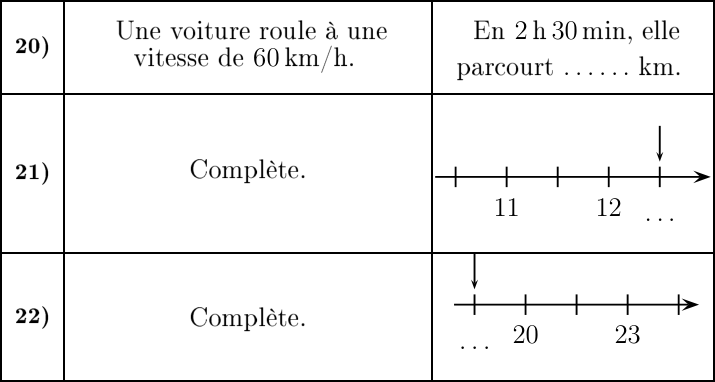 20)
Une voiture roule à une
vitesse de 60 km/h.
En 2 h 30 min, elle
parcourt ...... km.
21)
Complète.
11 12 ...
22)
Complète.
... 20 23